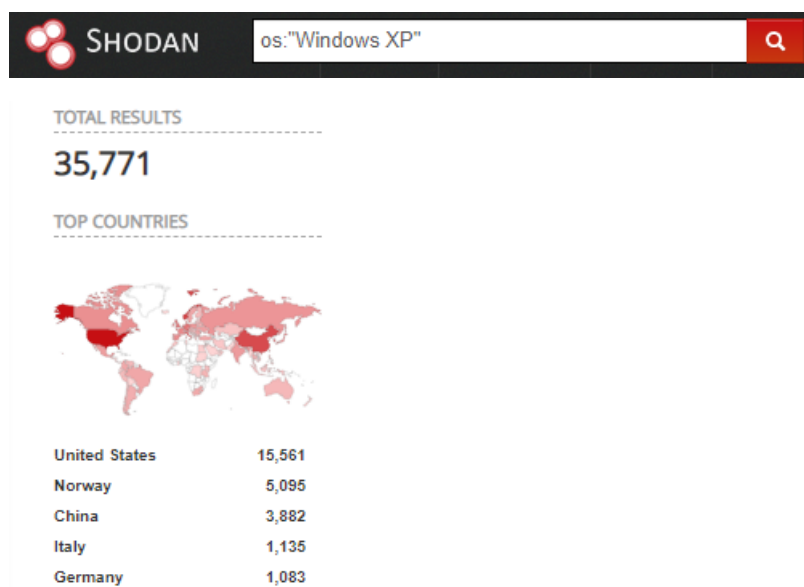 SHODAN
os:"Windows XP"
TOTAL RESULTS
35,771
TOP COUNTRIES
United States 15,561
Norway 5,095
China 3,882
Italy 1,135
Germany 1,083